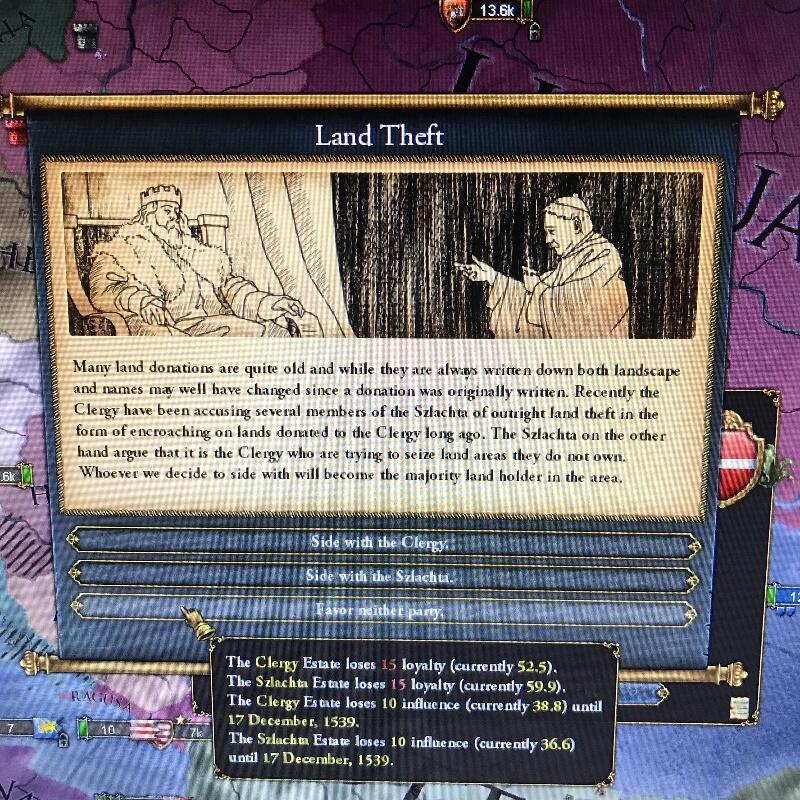 13.6k
Land Theft
JA
Many land donations are quite old and while they are always written down both landscape
and names may well have changed since a donation was originally written. Recently the
Clergy have been accusing several members of the Szlachta of outright land theft in the
form of encroaching on lands donated to the Clergy long ago. The Szlachta on the other
hand argue that it is the Clergy who are trying to seize land areas they do not own.
Whoever we decide to side with will become the majority land holder in the area.
.6k
Side with the Clergy.
Side with the Szlachta.
Favor neither party.
12
The Clergy Estate loses 15 loyalty (currently 52.5).
The Szlachta Estate loses 15 loyalty (currently 59.9).
The Clergy Estate loses 10 influence (currently 38.8) until
17 December, 1539.
The Szlachta Estate loses 10 influence (currently 36.6)
until 17 December, 1539.
RAGUSA
7
10
7k